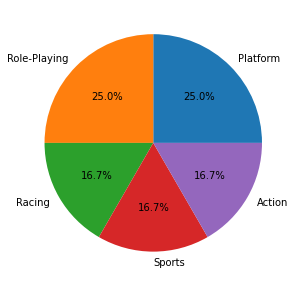 Role-Playing
Platform
25.0%
25.0%
16.7%
16.7%
16.7%
Racing
Action
Sports